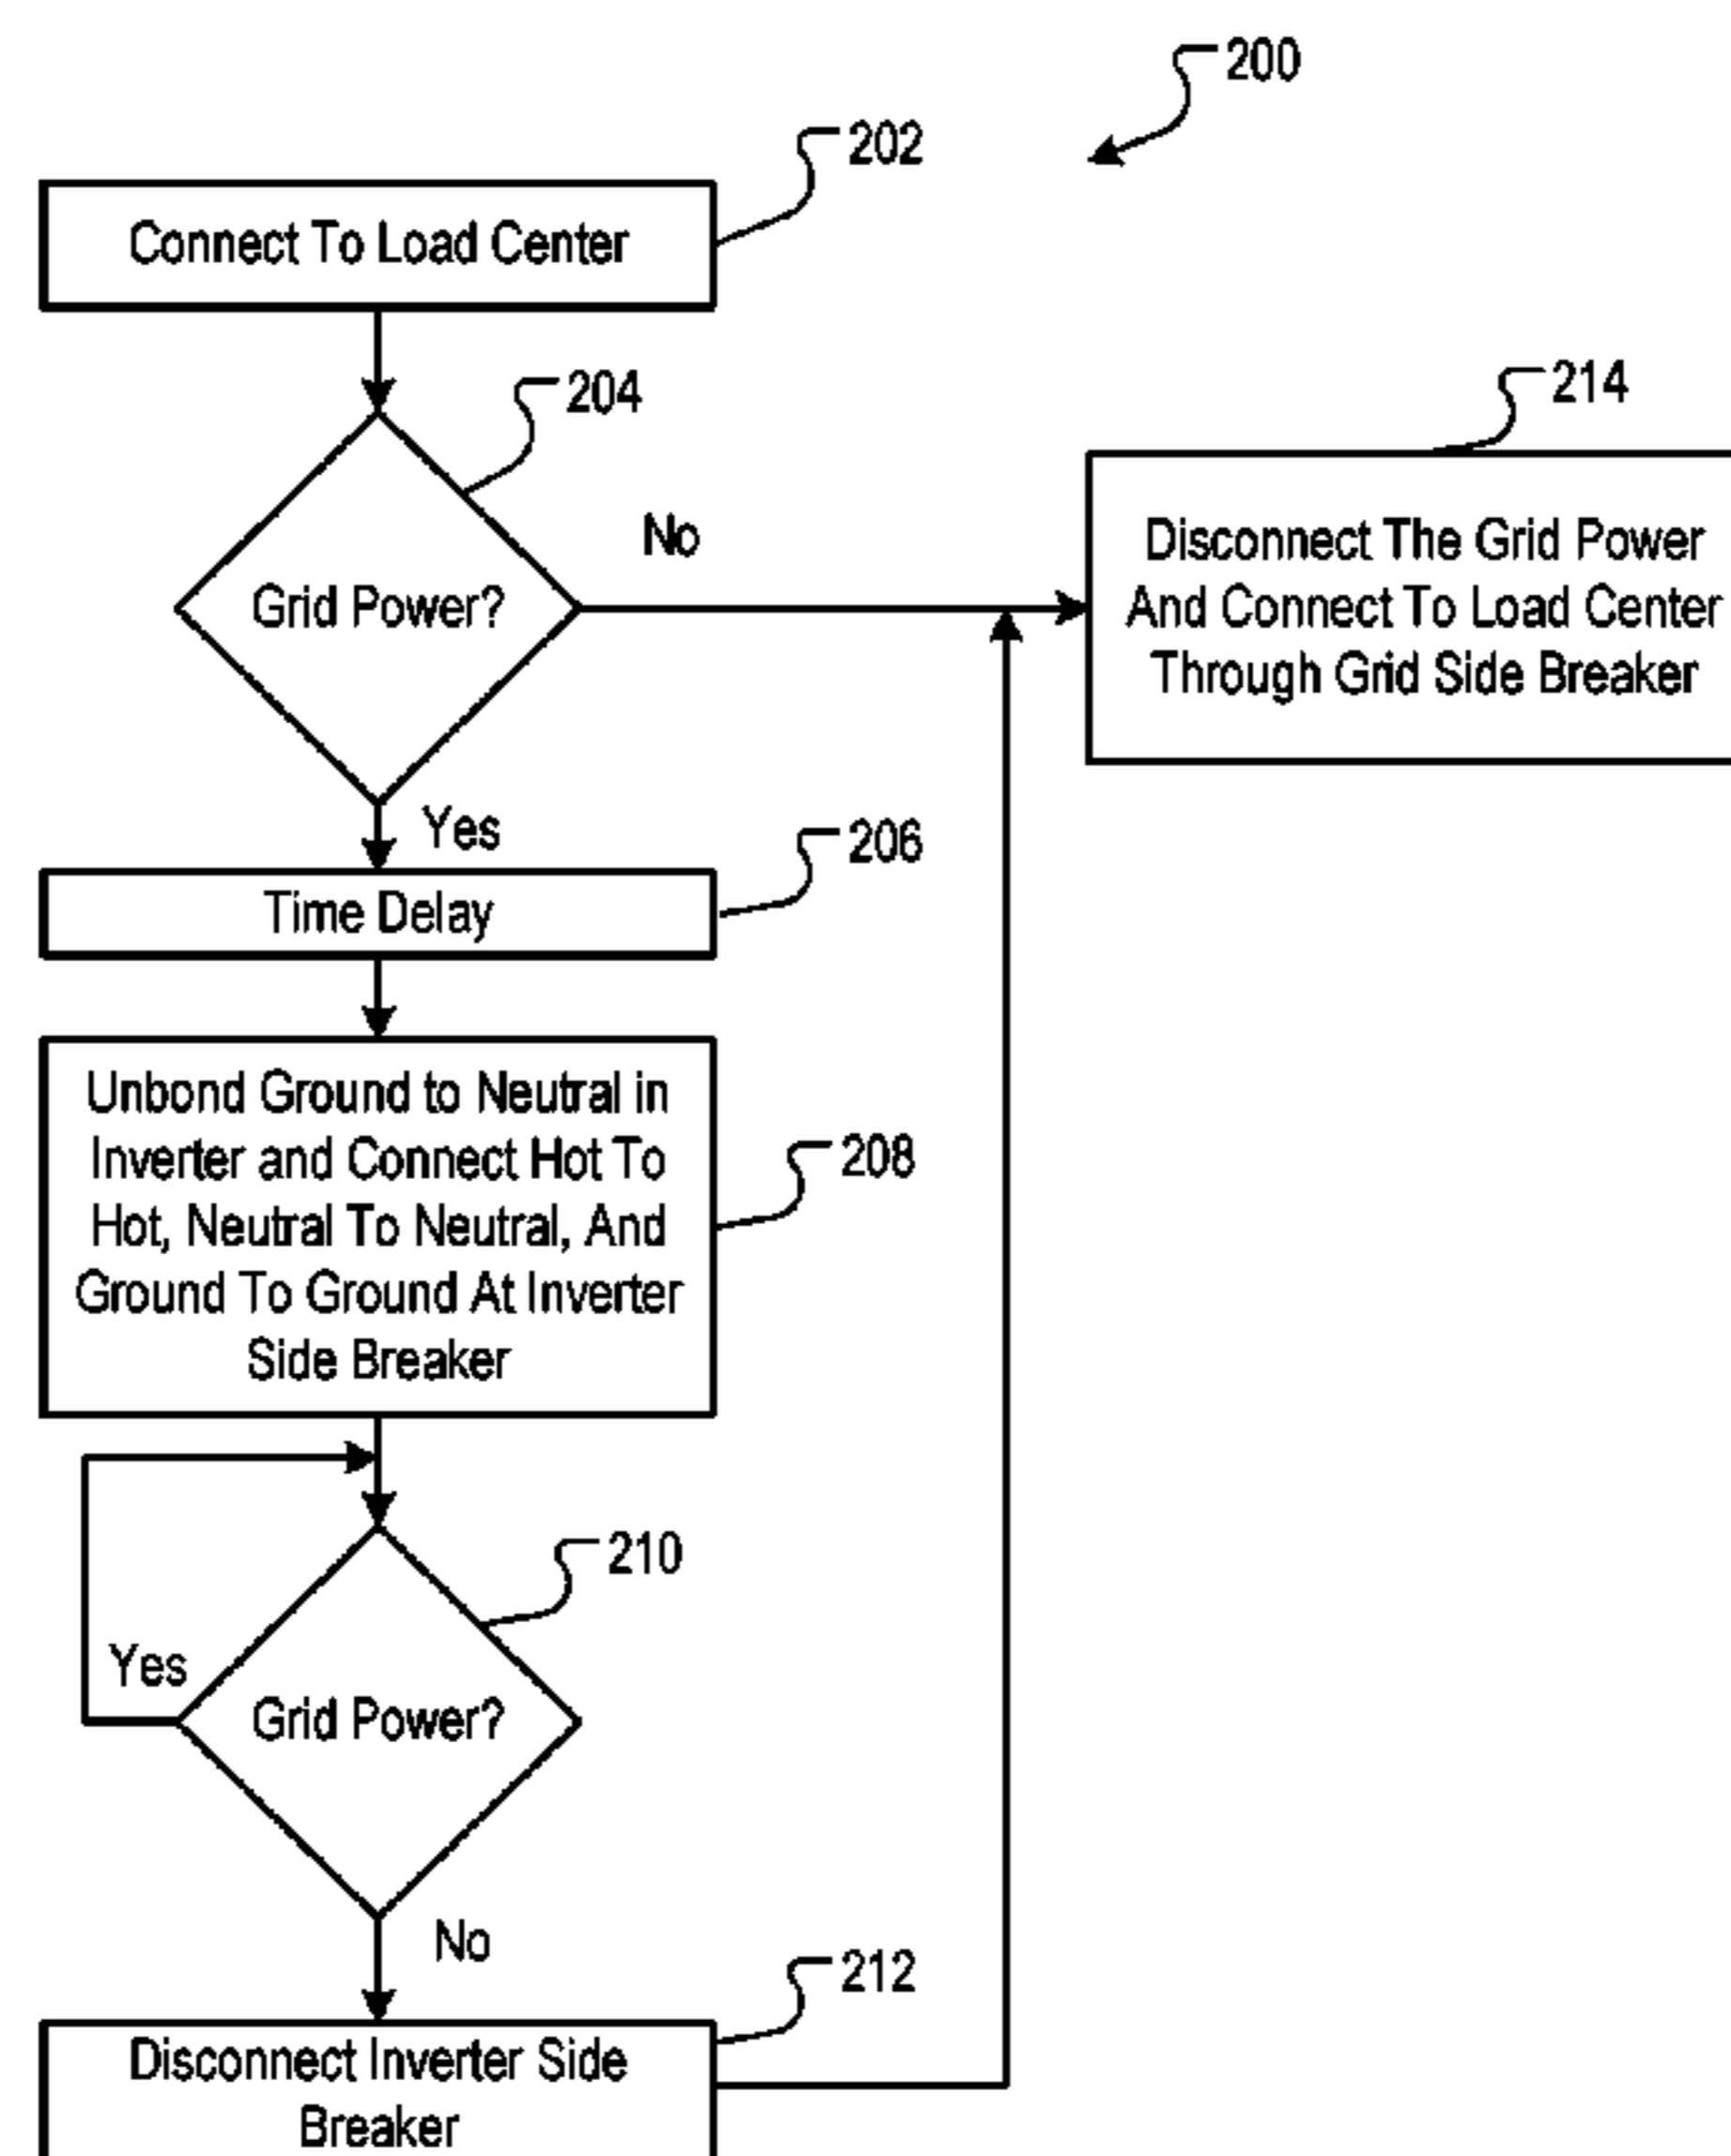 200
202
Connect To Load Center
204
Grid Power?
No
214
Disconnect The Grid Power
And Connect To Load Center
Through Grid Side Breaker
Yes
206
Time Delay
208
Unbond Ground to Neutral in
Inverter and Connect Hot To
Hot, Neutral To Neutral, And
Ground To Ground At Inverter
Side Breaker
210
Yes
Grid Power?
No
212
Disconnect Inverter Side
Breaker